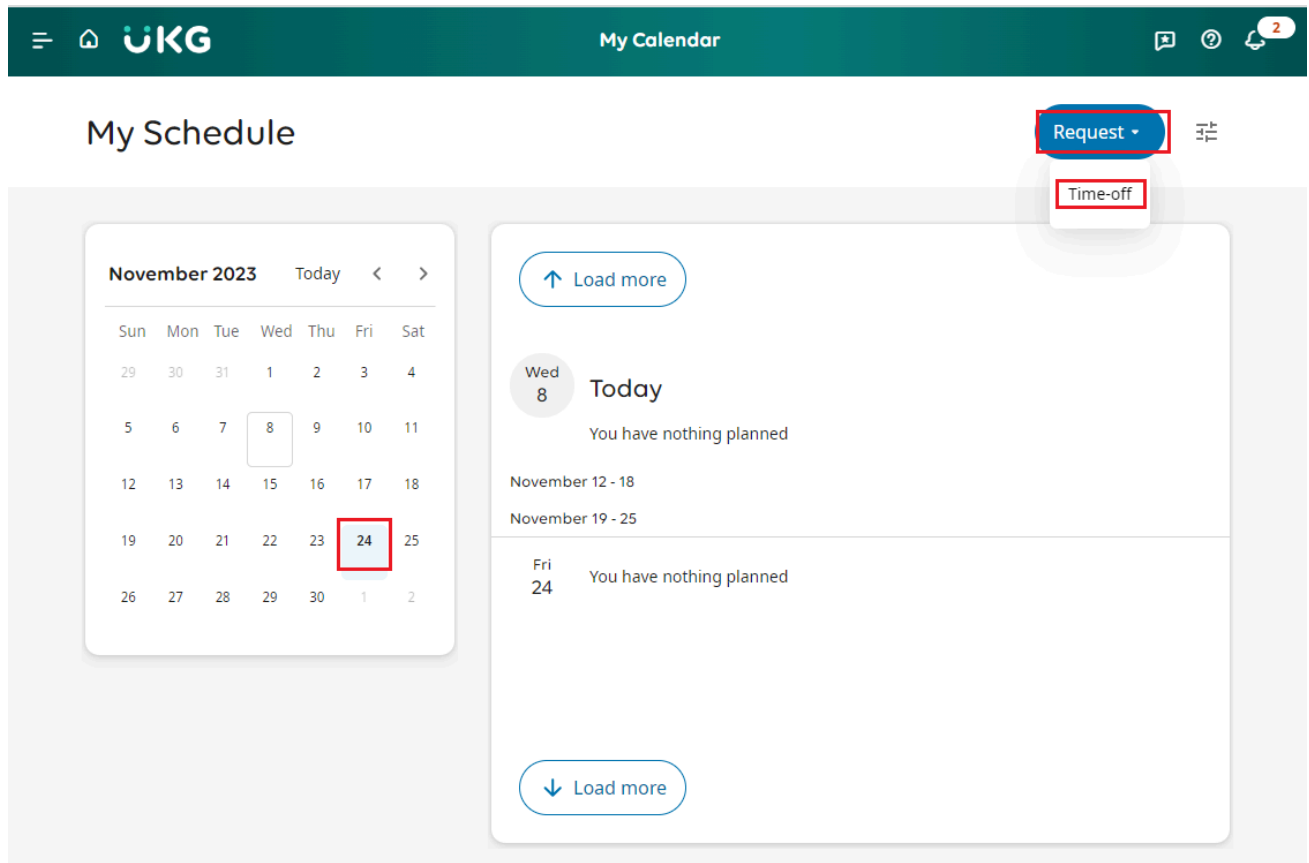 UKG
My Calendar
2
My Schedule
Request
Time-off
November 2023 Today
Sun Mon Tue Wed Thu Fri Sat
29 30 31 1 2 3 4
5 6 7 8 9 10 11
12 13 14 15 16 17 18
19 20 21 22 23 24 25
26 27 28 29 30 1 2
Load more
Wed
8
Today
You have nothing planned
November 12 - 18
November 19 - 25
Fri
24
You have nothing planned
Load more